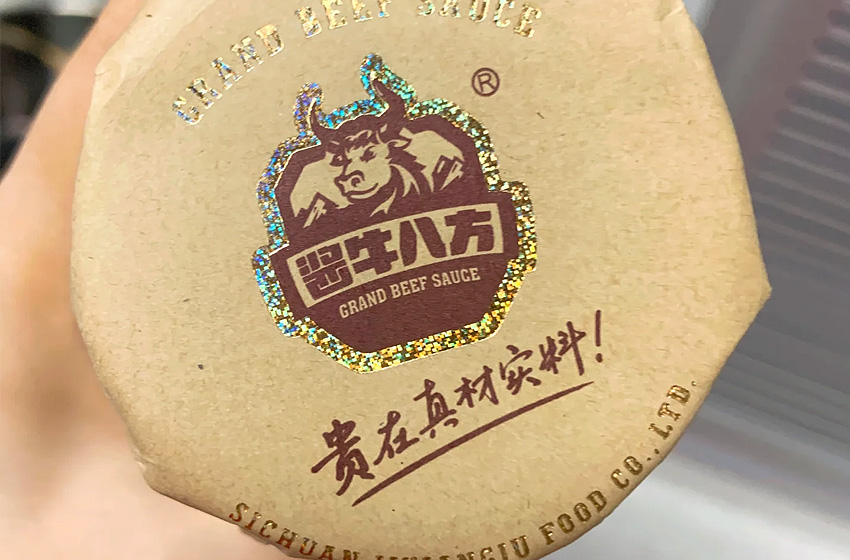 GRAND BEEF SAUCE
®
酱牛八方
GRAND BEEF SAUCE
贵在真材实料!
SICHUAN FOOD CO., LTD.